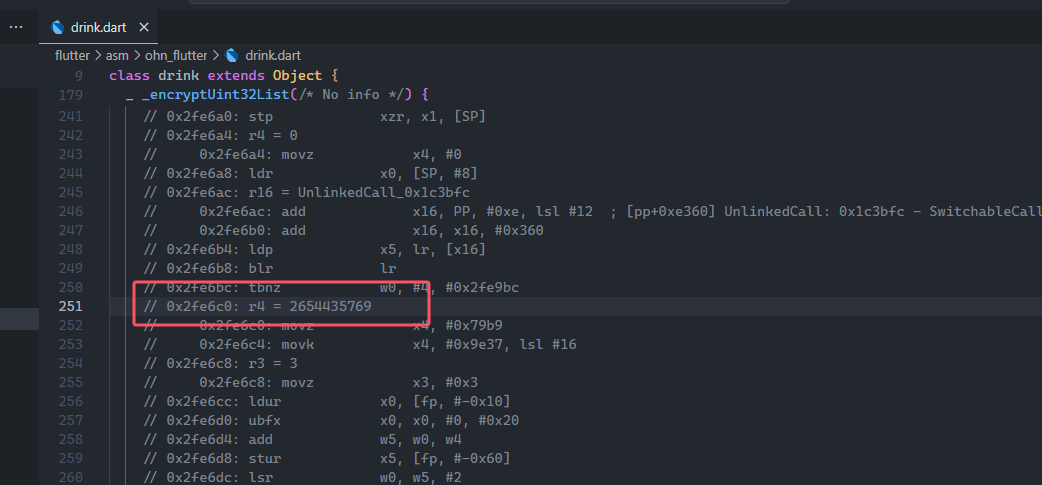 ··· drink.dart ×
flutter > asm > ohn_flutter > drink.dart
9 class drink extends Object {
179 _ _encryptUint32List(/* No info */) {
241 // 0x2fe6a0: stp xzr, x1, [SP]
242 // 0x2fe6a4: r4 = 0
243 // 0x2fe6a4: movz x4, #0
244 // 0x2fe6a8: ldr x0, [SP, #8]
245 // 0x2fe6ac: r16 = UnlinkedCall_0x1c3bfc
246 // 0x2fe6ac: add x16, PP, #0xe, lsl #12 ; [pp+0xe360] UnlinkedCall: 0x1c3bfc - SwitchableCall
247 // 0x2fe6b0: add x16, x16, #0x360
248 // 0x2fe6b4: ldp x5, lr, [x16]
249 // 0x2fe6b8: blr lr
250 // 0x2fe6bc: tbnz w0, #4, #0x2fe9bc
251 // 0x2fe6c0: r4 = 2654435769
252 // 0x2fe6c0: movz x4, #0x79b9
253 // 0x2fe6c4: movk x4, #0x9e37, lsl #16
254 // 0x2fe6c8: r3 = 3
255 // 0x2fe6c8: movz x3, #0x3
256 // 0x2fe6cc: ldur x0, [fp, #-0x10]
257 // 0x2fe6d0: ubfx x0, x0, #0, #0x20
258 // 0x2fe6d4: add w5, w0, w4
259 // 0x2fe6d8: stur x5, [fp, #-0x60]
260 // 0x2fe6dc: lsr w0, w5, #2